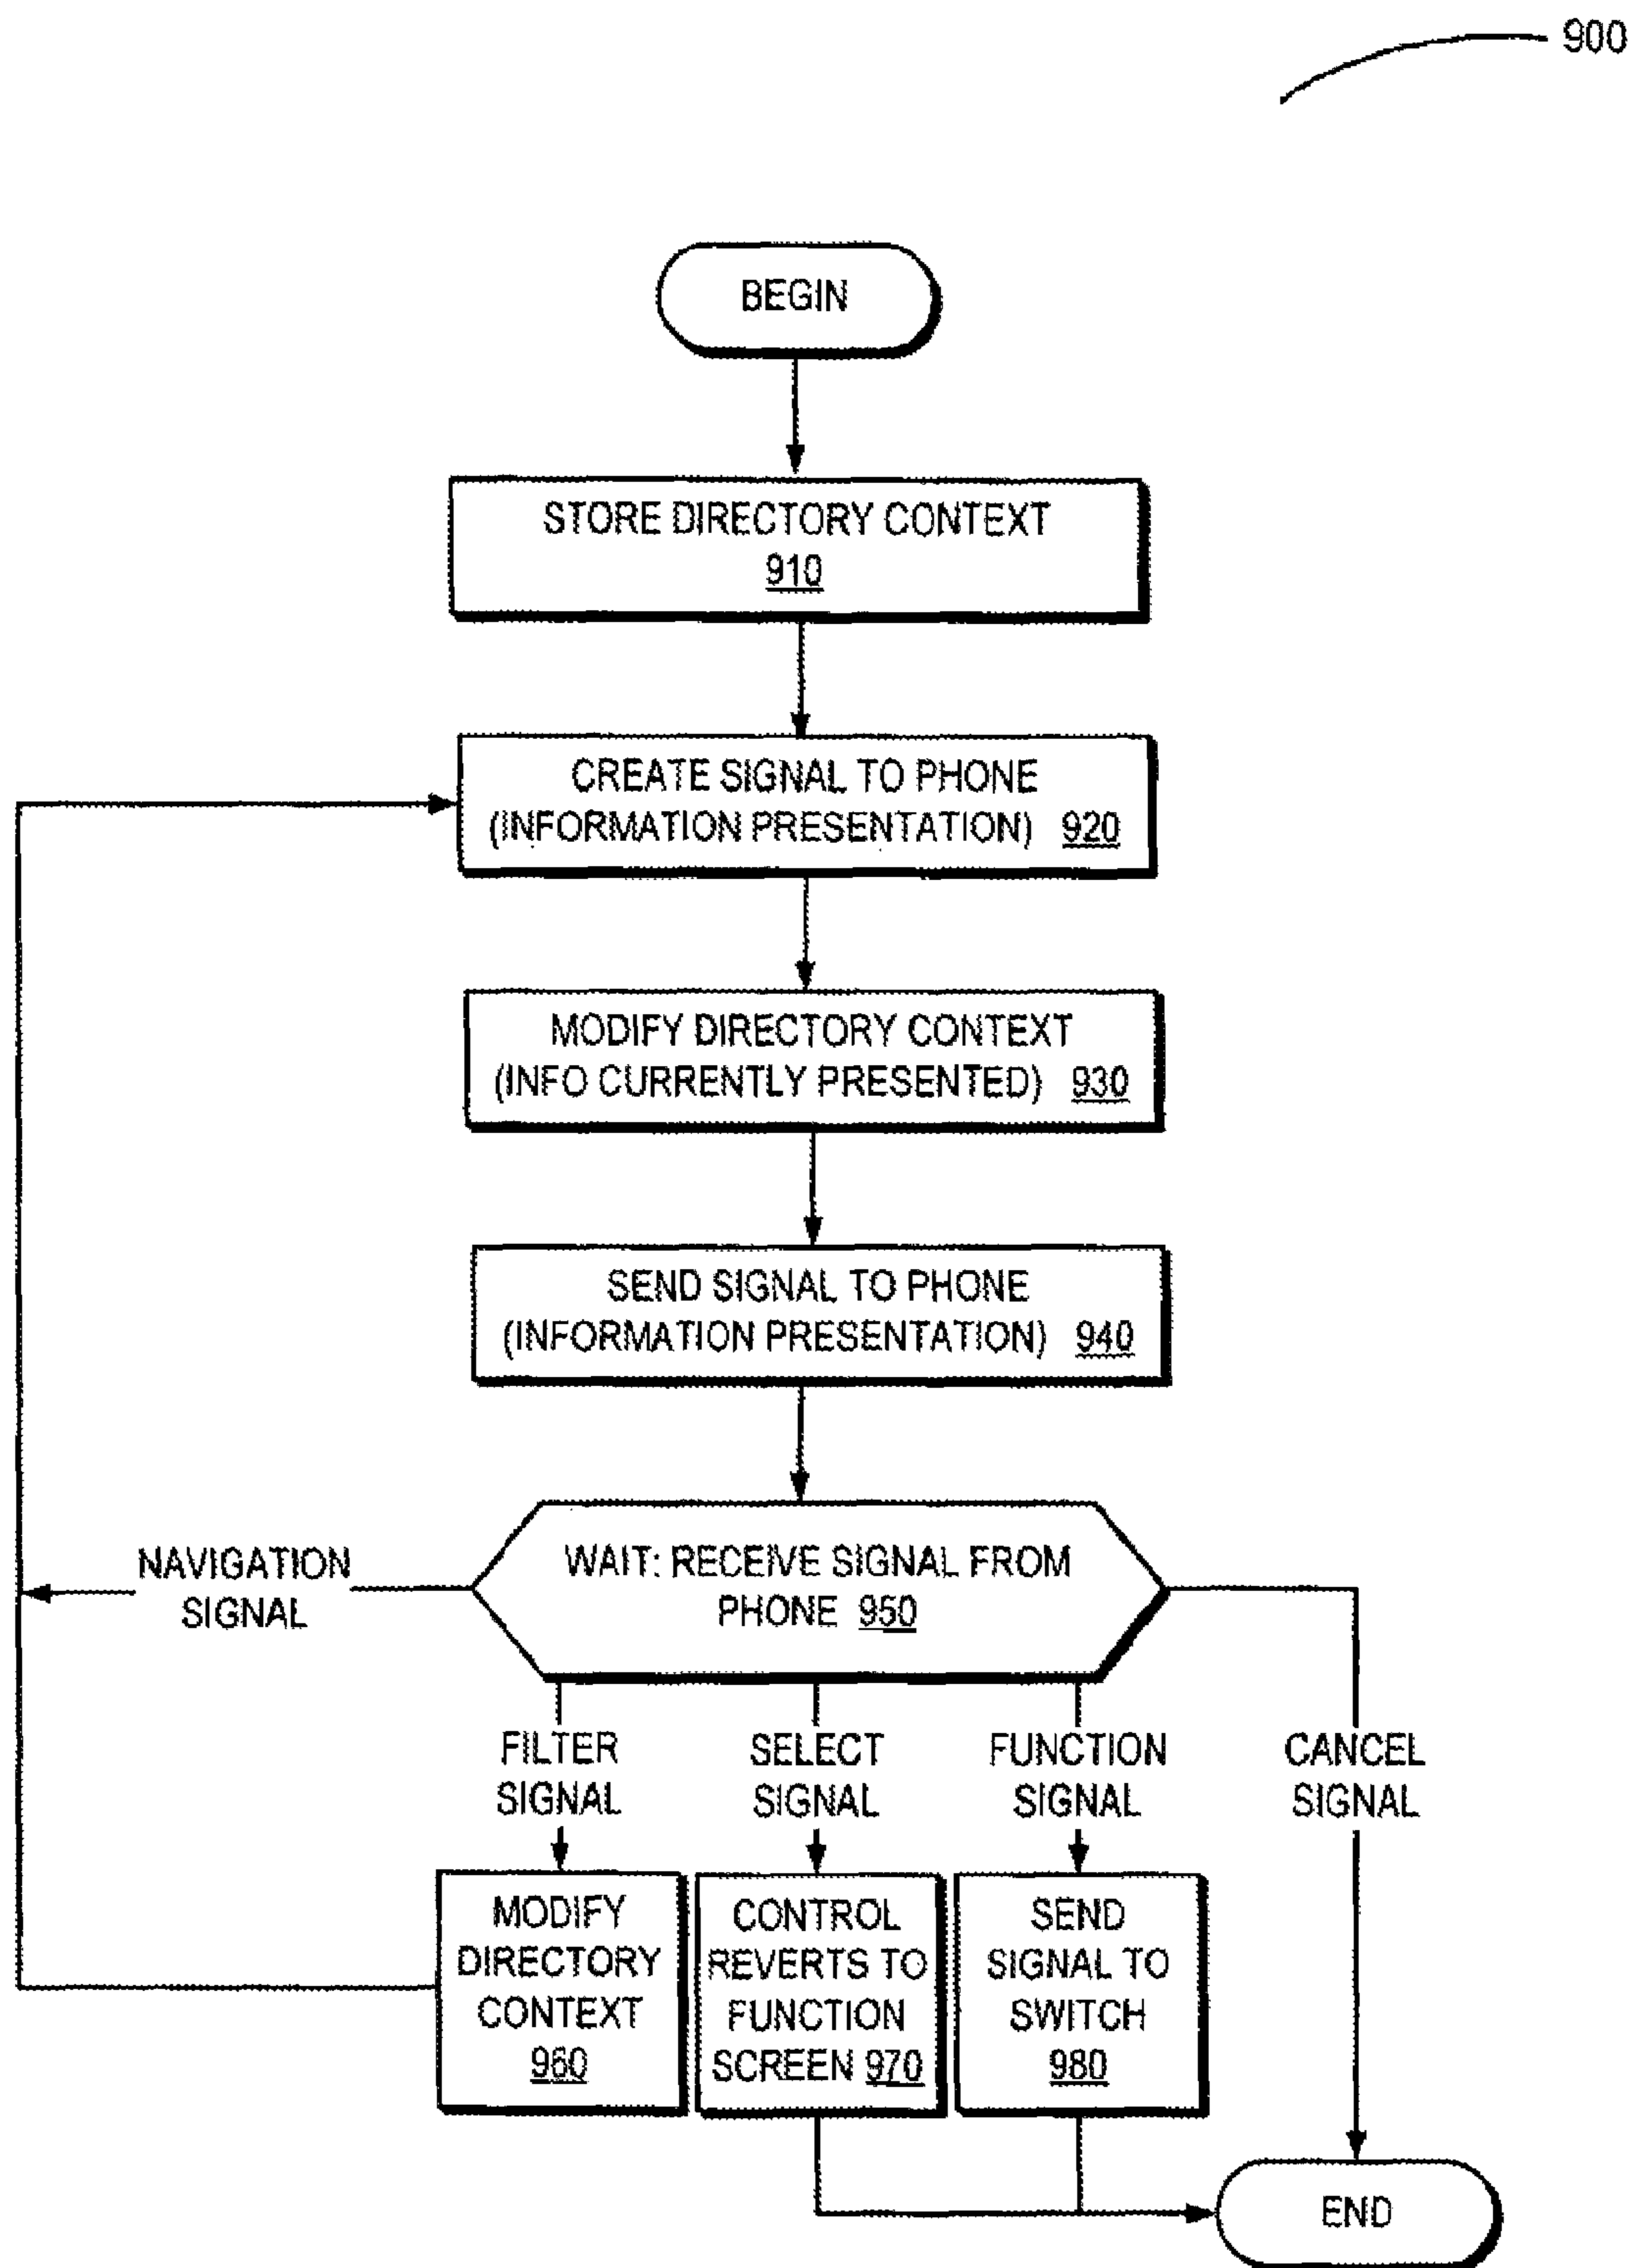 900
BEGIN
STORE DIRECTORY CONTEXT
910
CREATE SIGNAL TO PHONE
(INFORMATION PRESENTATION) 920
MODIFY DIRECTORY CONTEXT
(INFO CURRENTLY PRESENTED) 930
SEND SIGNAL TO PHONE
(INFORMATION PRESENTATION) 940
NAVIGATION
SIGNAL
WAIT: RECEIVE SIGNAL FROM
PHONE 950
FILTER
SIGNAL
SELECT
SIGNAL
FUNCTION
SIGNAL
CANCEL
SIGNAL
MODIFY
DIRECTORY
CONTEXT
960
CONTROL
REVERTS TO
FUNCTION
SCREEN 970
SEND
SIGNAL TO
SWITCH
980
END